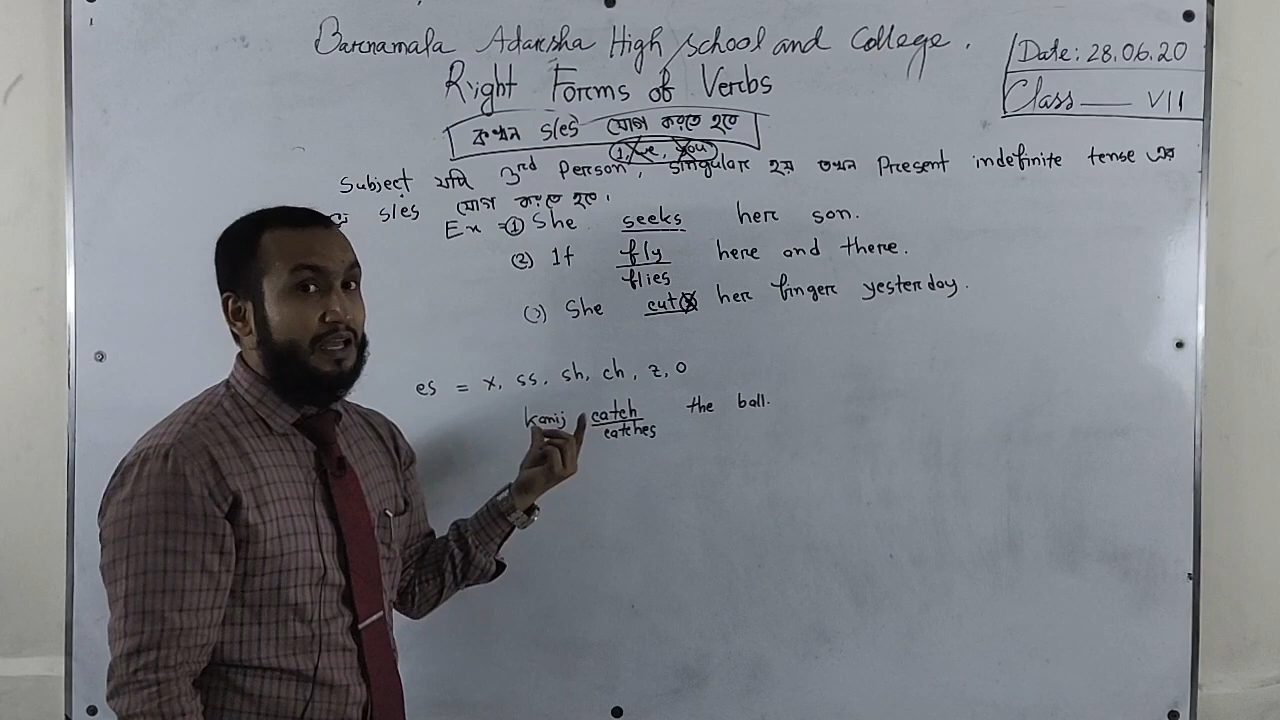 Barnamala Adarsha High School and College.
Date: 28.06.20
Right Forms of Verbs
Class — VII
কখন s/es যোগ করতে হবে
1, we, you
Subject যদি 3rd Person, Singular হয় তখন Present indefinite tense এর
s/es যোগ করতে হবে।
Ex = (1) She seeks her son.
(2) It fly here and there.
flies
She cuts her finger yesterday.
es = x, ss, sh, ch, z, o
Kanij catch the ball.
catches